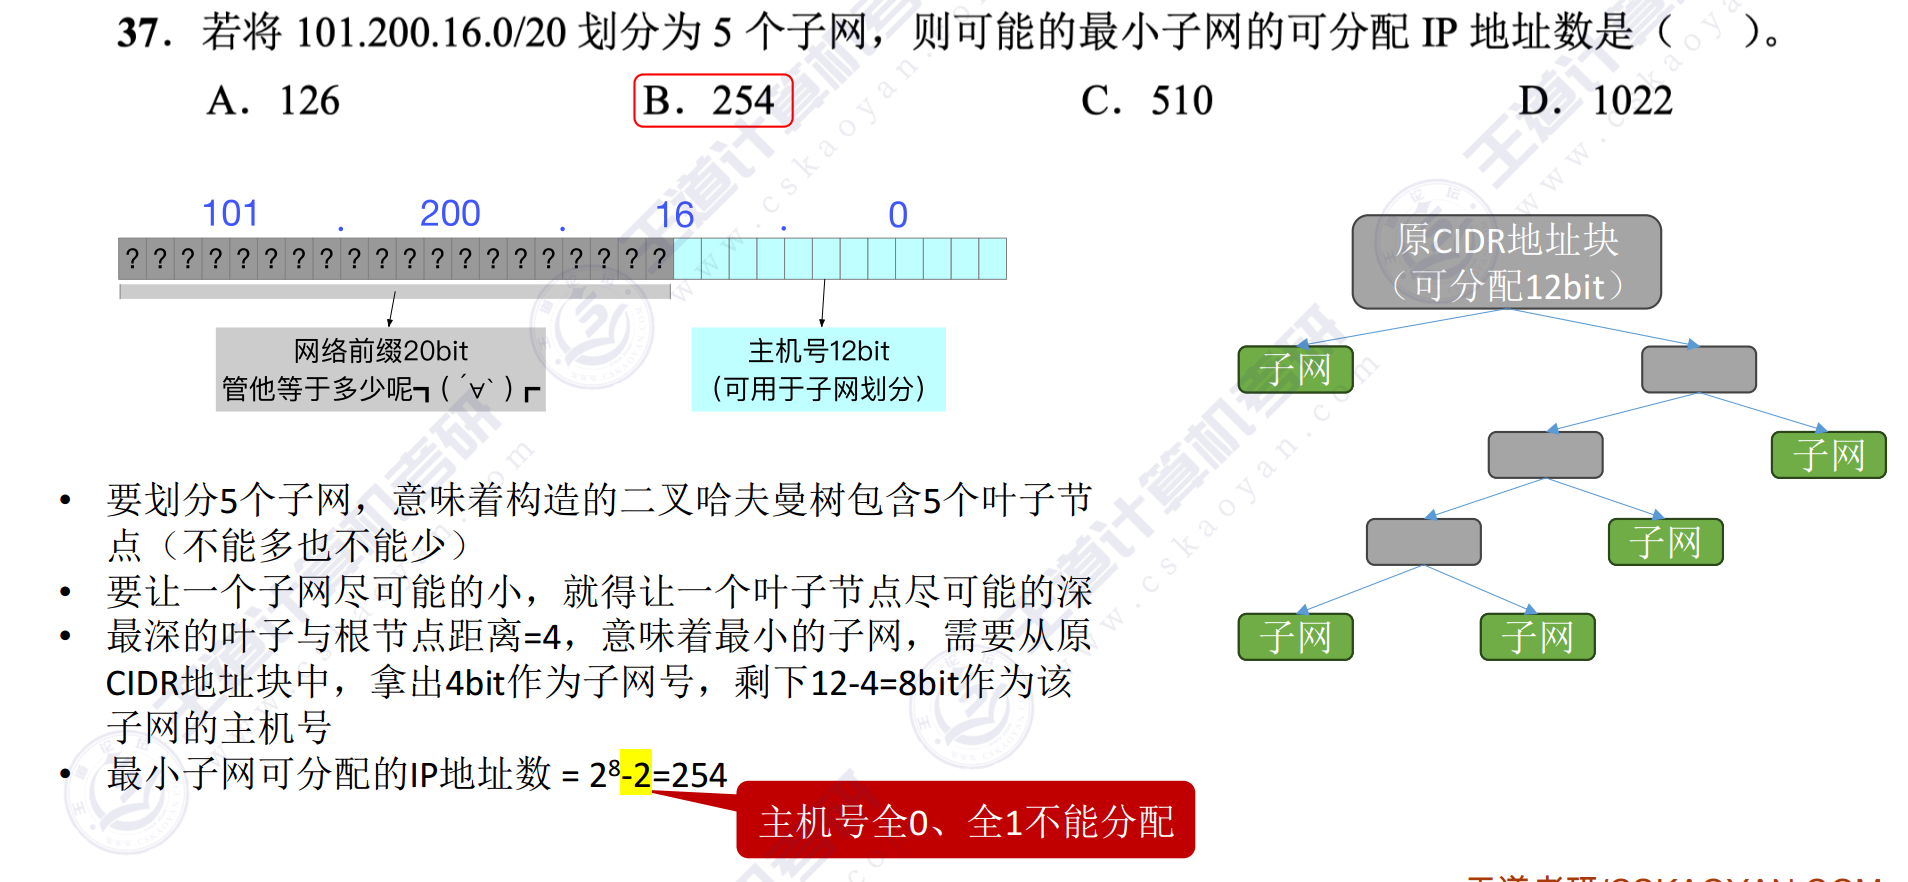 37. 若将 101.200.16.0/20 划分为 5 个子网，则可能的最小子网的可分配 IP 地址数是（ ）。
A. 126 B. 254 C. 510 D. 1022
101 . 200 . 16 . 0
? ? ? ? ? ? ? ? ? ? ? ? ? ? ? ? ? ? ? ?
网络前缀20bit
管他等于多少呢┓( ´∀` )┏
主机号12bit
（可用于子网划分）
原CIDR地址块
（可分配12bit）
子网
子网
子网
子网 子网
• 要划分5个子网，意味着构造的二叉哈夫曼树包含5个叶子节
点（不能多也不能少）
• 要让一个子网尽可能的小，就得让一个叶子节点尽可能的深
• 最深的叶子与根节点距离=4，意味着最小的子网，需要从原
CIDR地址块中，拿出4bit作为子网号，剩下12-4=8bit作为该
子网的主机号
• 最小子网可分配的IP地址数 = 2⁸-2=254
主机号全0、全1不能分配
王道计算机考研
www.cskaoyan.com